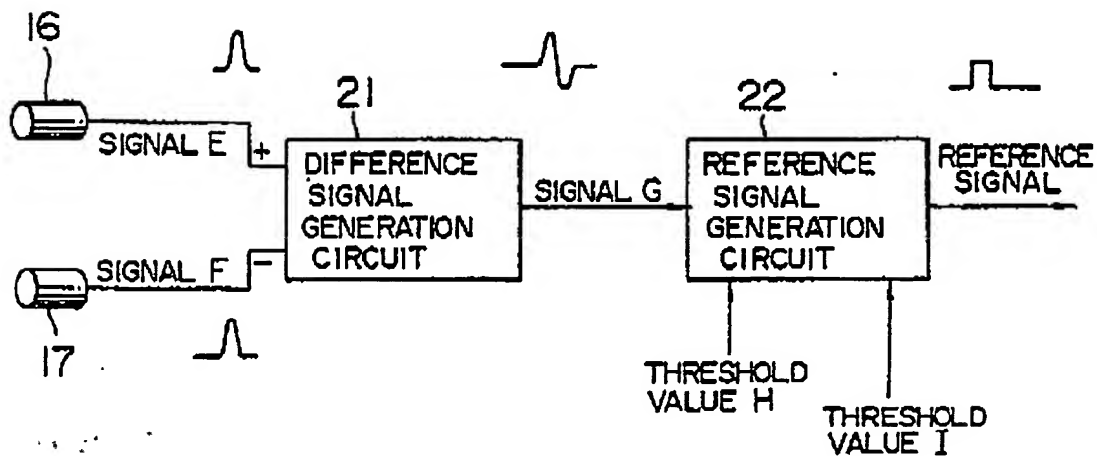 16
SIGNAL E
+
21
DIFFERENCE
SIGNAL
GENERATION
CIRCUIT
SIGNAL F
−
17
SIGNAL G
22
REFERENCE
SIGNAL
GENERATION
CIRCUIT
REFERENCE
SIGNAL
THRESHOLD
VALUE H
THRESHOLD
VALUE I